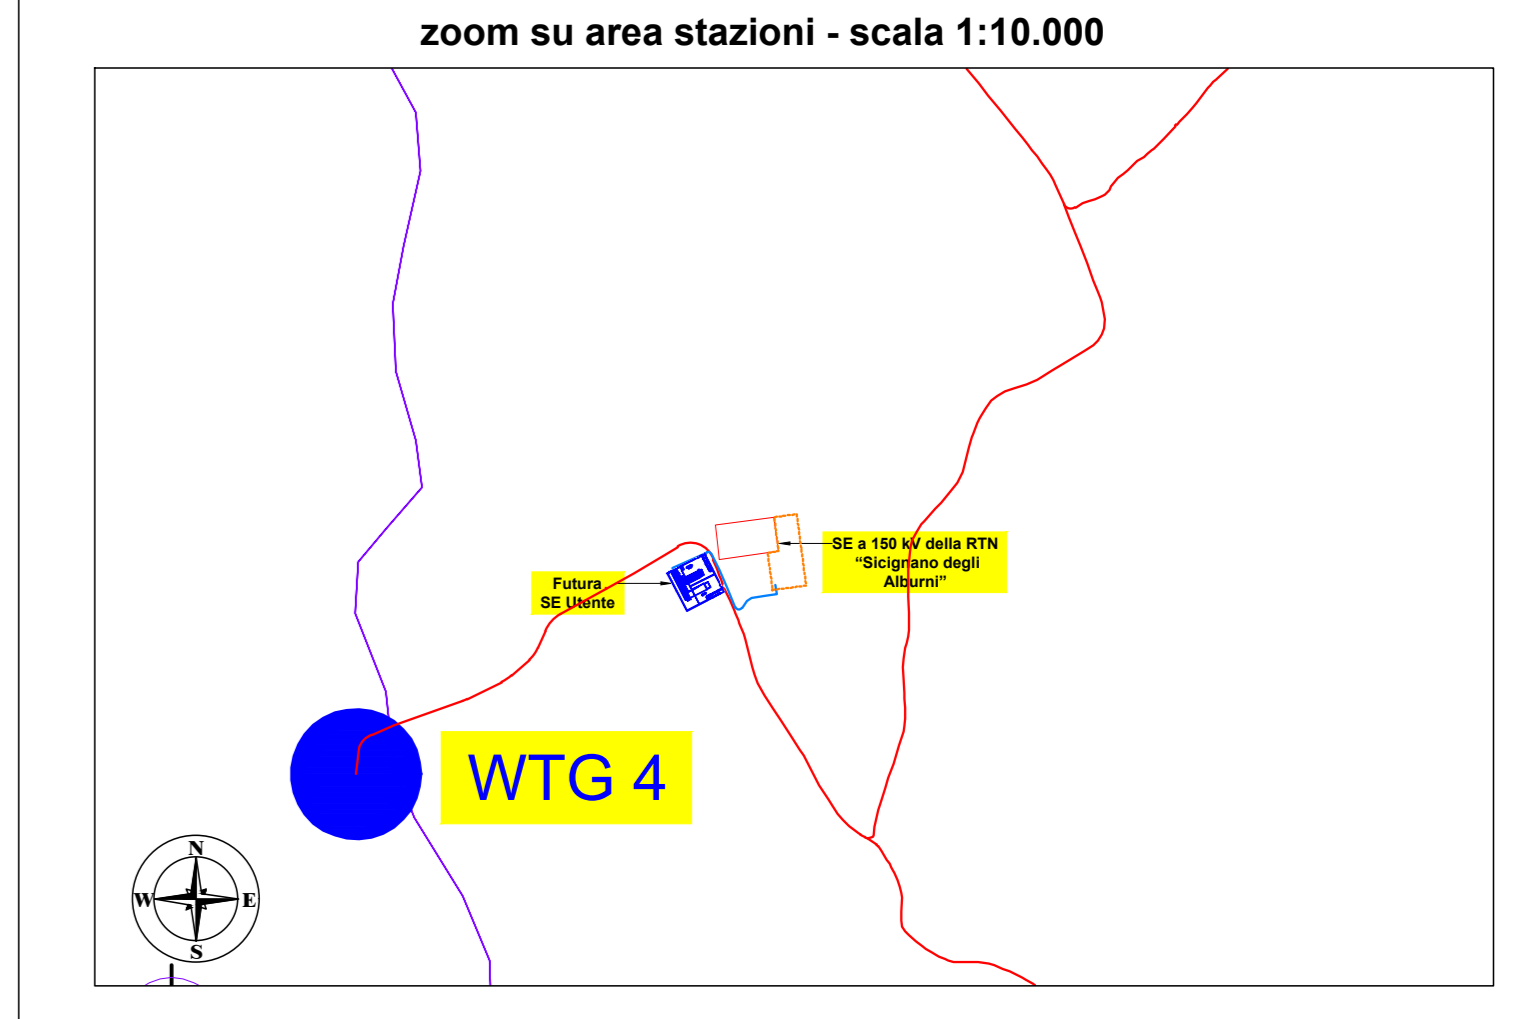 zoom su area stazioni - scala 1:10.000
SE a 150 kV della RTN
“Sicignano degli
Alburni”
Futura
SE Utente
WTG 4
N
W E
S